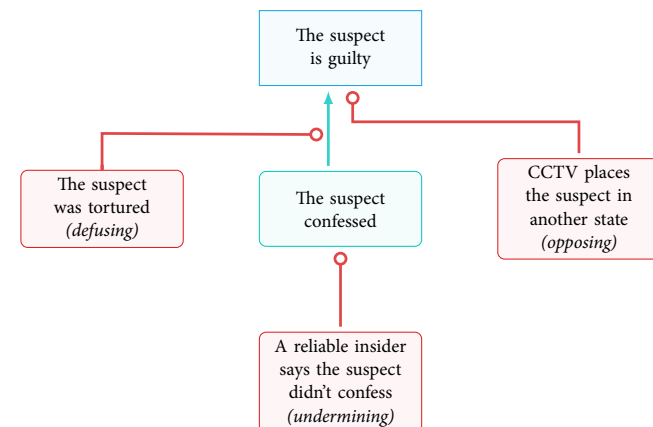 The suspect
is guilty
The suspect
was tortured
(defusing)
The suspect
confessed
CCTV places
the suspect in
another state
(opposing)
A reliable insider
says the suspect
didn't confess
(undermining)